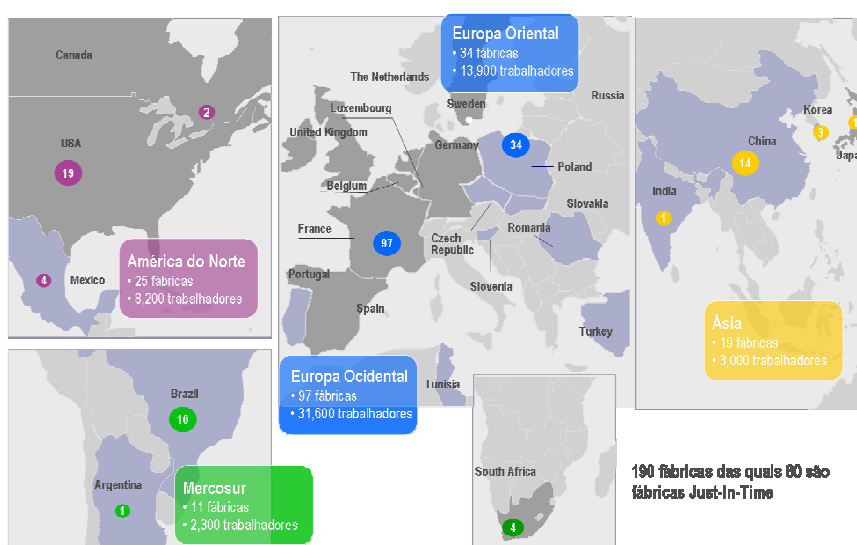 Canada
2
USA
19
4
Mexico
América do Norte
• 25 fábricas
• 8,200 trabalhadores
Europa Oriental
• 34 fábricas
• 13,900 trabalhadores
The Netherlands
Sweden
Russia
Luxembourg
United Kingdom
Germany
34
Poland
Belgium
Slovakia
France
97
Czech
Republic
Romania
Portugal
Slovenia
Spain
Turkey
Tunisia
Europa Ocidental
• 97 fábricas
• 31,600 trabalhadores
Korea
China
3
1
14
India
1
Ásia
• 19 fábricas
• 3,000 trabalhadores
Brazil
10
Argentina
1
Mercosur
• 11 fábricas
• 2,300 trabalhadores
South Africa
4
190 fábricas das quais 60 são
fábricas Just-In-Time